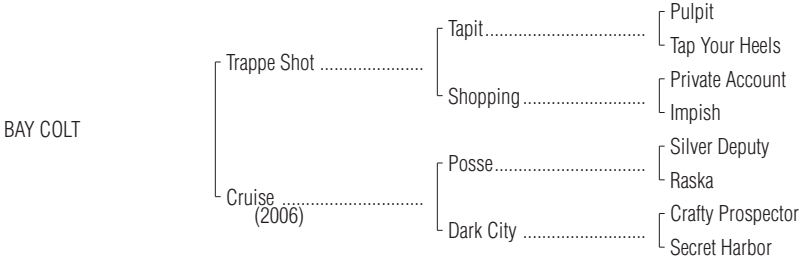 Pulpit
Tapit..................................
Tap Your Heels
Trappe Shot ......................
Private Account
Shopping..........................
Impish
BAY COLT
Silver Deputy
Posse................................
Raska
Cruise ..............................
(2006)
Crafty Prospector
Dark City ..........................
Secret Harbor